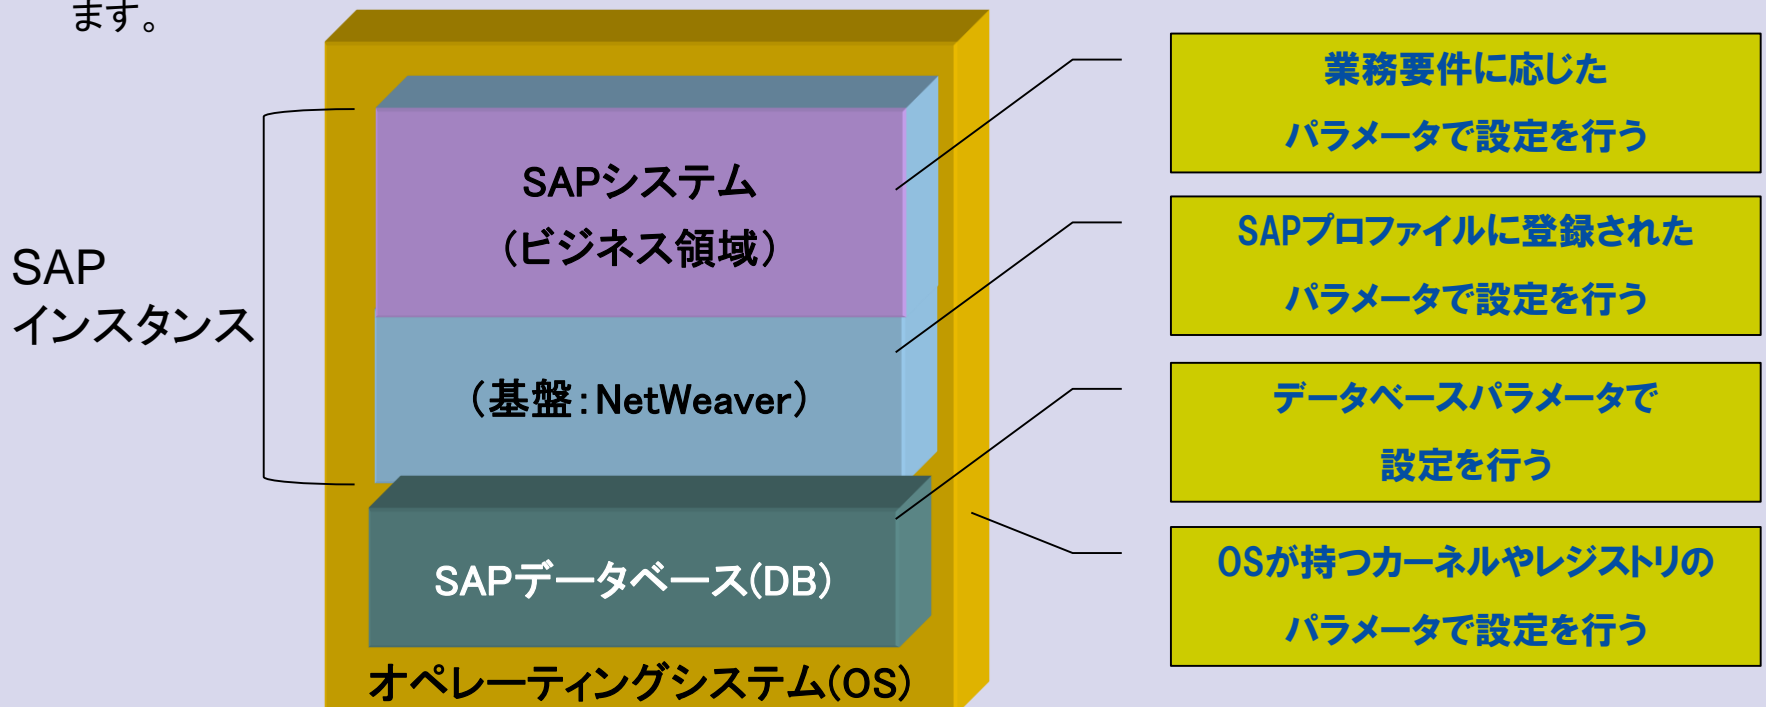 ます。
SAP
インスタンス
SAPシステム
（ビジネス領域）
（基盤：NetWeaver）
SAPデータベース(DB)
オペレーティングシステム(OS)
業務要件に応じた
パラメータで設定を行う
SAPプロファイルに登録された
パラメータで設定を行う
データベースパラメータで
設定を行う
OSが持つカーネルやレジストリの
パラメータで設定を行う